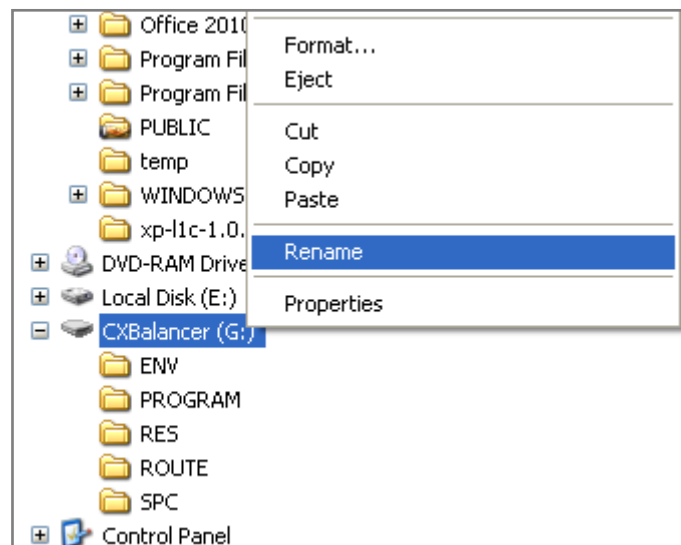 Office 2010
Program Fil
Program Fil
PUBLIC
temp
WINDOWS
xp-l1c-1.0.
DVD-RAM Drive
Local Disk (E:)
CXBalancer (G:)
ENV
PROGRAM
RES
ROUTE
SPC
Control Panel
Format...
Eject
Cut
Copy
Paste
Rename
Properties